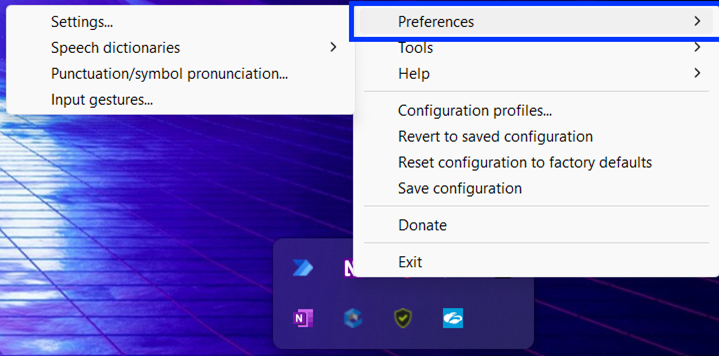 Settings...
Speech dictionaries
Punctuation/symbol pronunciation...
Input gestures...
Preferences
Tools
Help
Configuration profiles...
Revert to saved configuration
Reset configuration to factory defaults
Save configuration
Donate
Exit
N
N